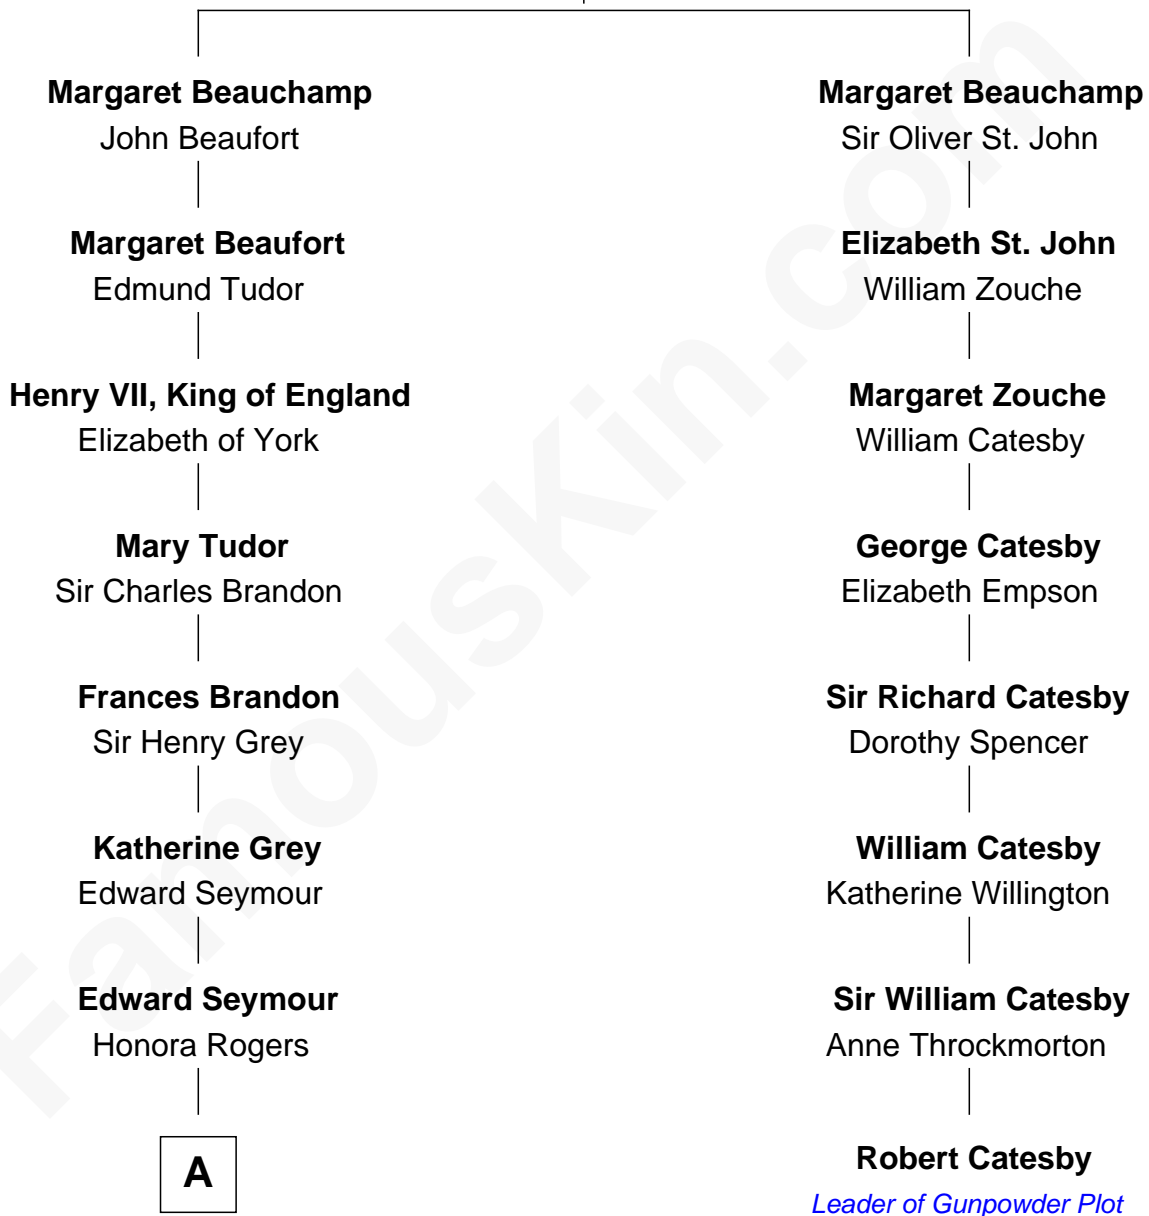 Margaret Beauchamp
John Beaufort
Margaret Beaufort
Edmund Tudor
Henry VII, King of England
Elizabeth of York
Mary Tudor
Sir Charles Brandon
Frances Brandon
Sir Henry Grey
Katherine Grey
Edward Seymour
Edward Seymour
Honora Rogers
A
Margaret Beauchamp
Sir Oliver St. John
Elizabeth St. John
William Zouche
Margaret Zouche
William Catesby
George Catesby
Elizabeth Empson
Sir Richard Catesby
Dorothy Spencer
William Catesby
Katherine Willington
Sir William Catesby
Anne Throckmorton
Robert Catesby
Leader of Gunpowder Plot
FamousKin.com